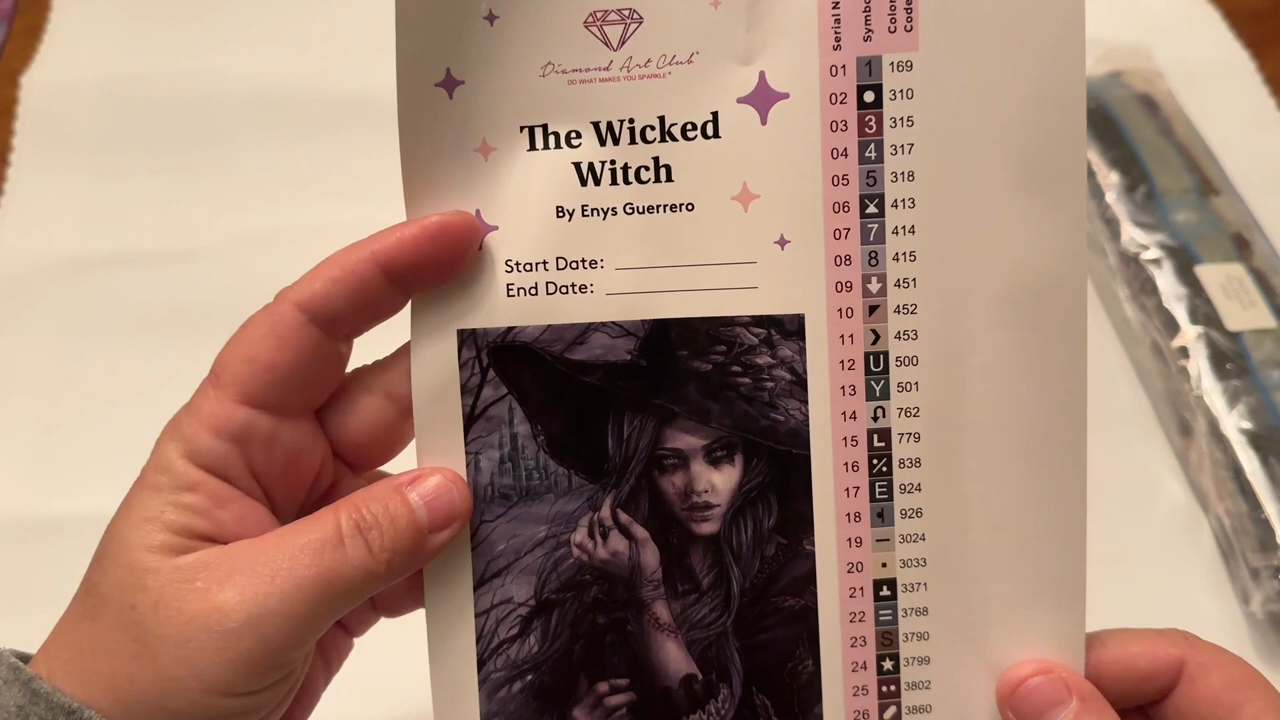 Diamond Art Club®
DO WHAT MAKES YOU SPARKLE®
The Wicked
Witch
By Enys Guerrero
Start Date:
End Date:
Serial N
Symbo
Color
Code
01 1 169
02 310
03 3 315
04 4 317
05 5 318
06 413
07 7 414
08 8 415
09 451
10 452
11 453
12 U 500
13 Y 501
14 762
15 L 779
16 838
17 E 924
18 926
19 3024
20 3033
21 3371
22 = 3768
23 S 3790
24 ★ 3799
25 3802
26 3860